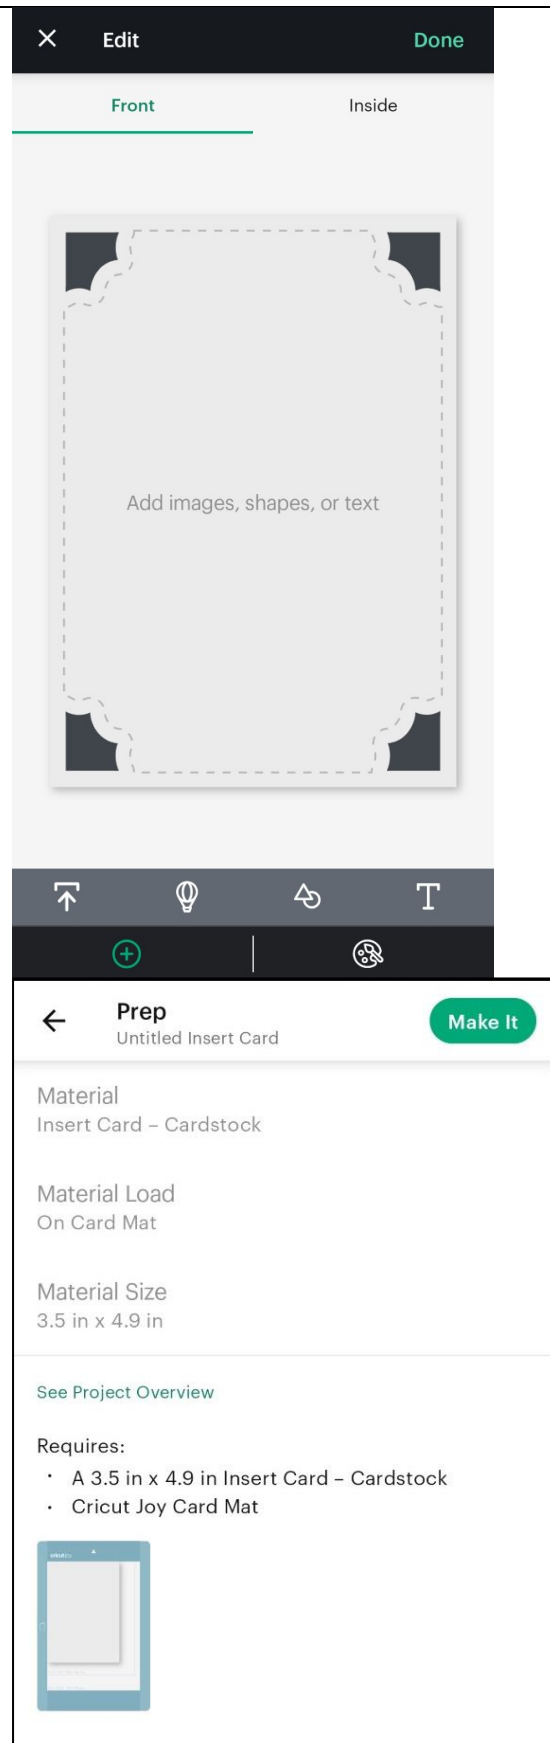 Edit
Done
Front
Inside
Add images, shapes, or text
Prep
Untitled Insert Card
Make It
Material
Insert Card – Cardstock
Material Load
On Card Mat
Material Size
3.5 in x 4.9 in
See Project Overview
Requires:
· A 3.5 in x 4.9 in Insert Card – Cardstock
· Cricut Joy Card Mat